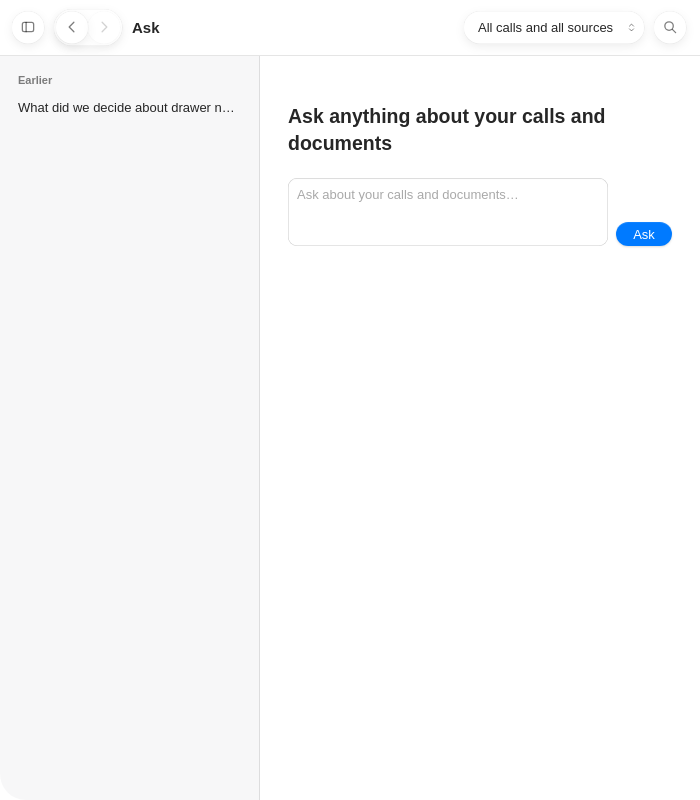 Ask
All calls and all sources
Earlier
What did we decide about drawer n…
Ask anything about your calls and
documents
Ask about your calls and documents…
Ask